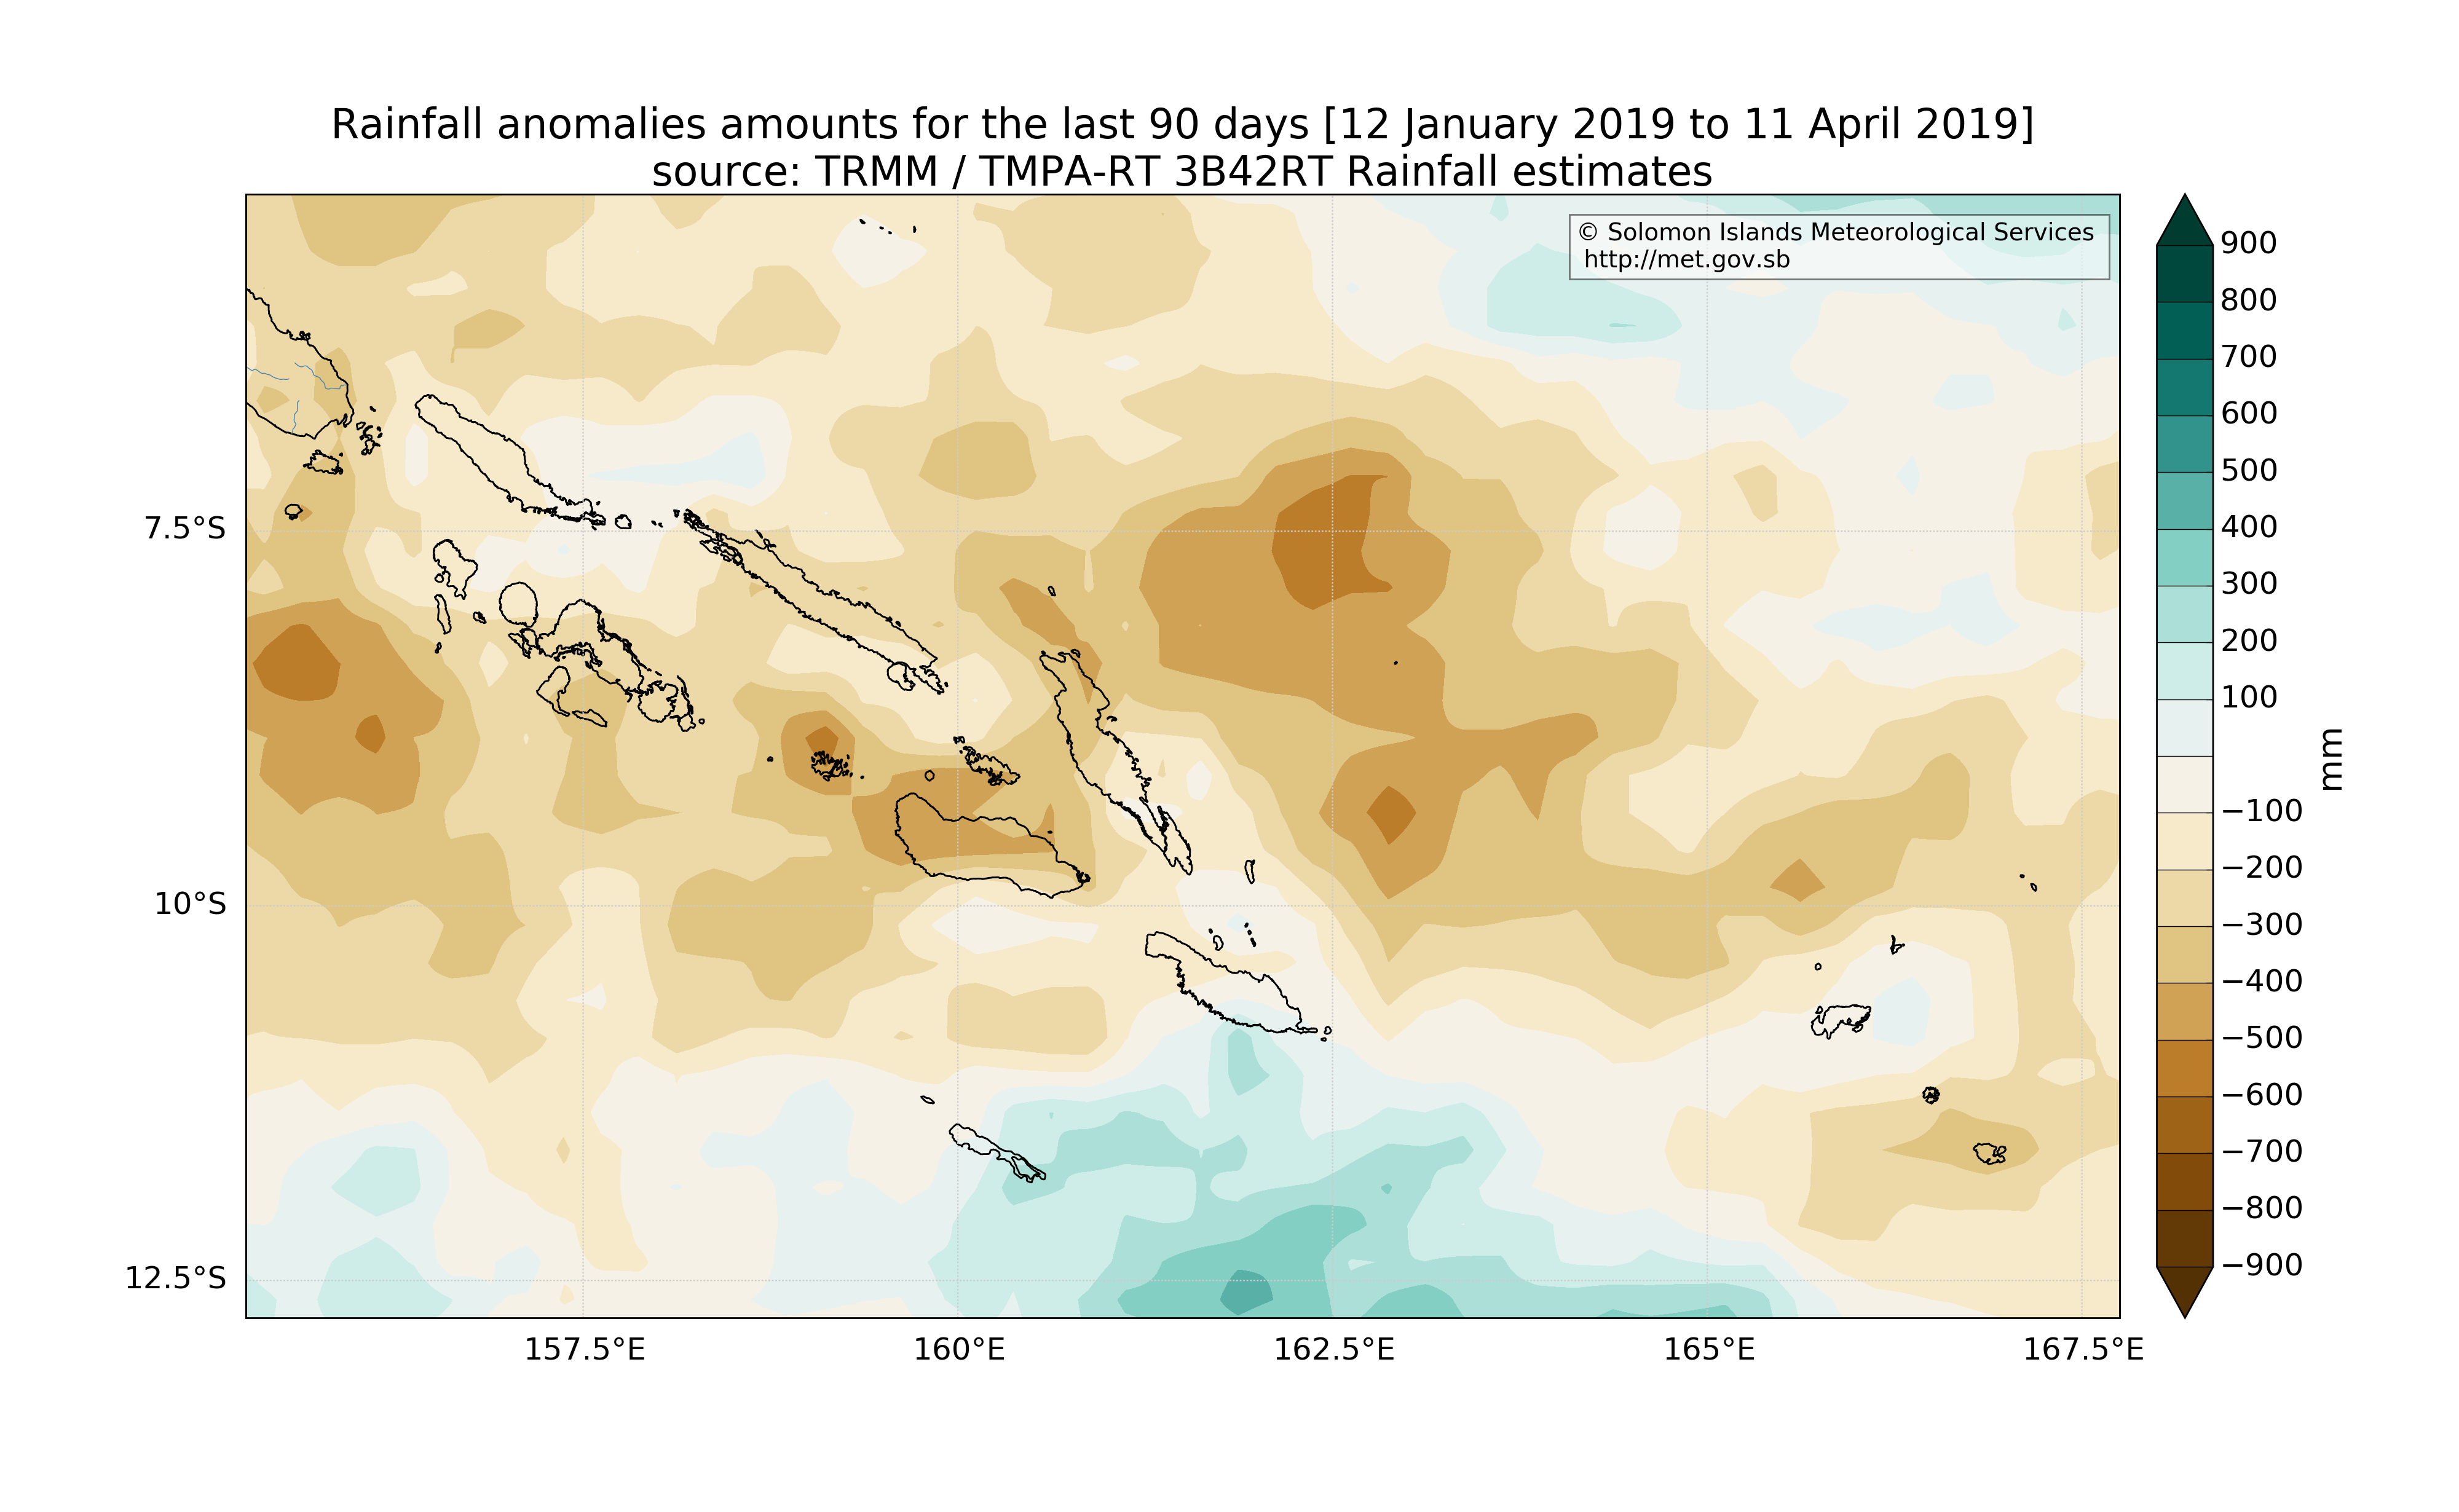 Rainfall anomalies amounts for the last 90 days [12 January 2019 to 11 April 2019]
source: TRMM / TMPA-RT 3B42RT Rainfall estimates
© Solomon Islands Meteorological Services
http://met.gov.sb
7.5°S
10°S
12.5°S
157.5°E
160°E
162.5°E
165°E
167.5°E
900
800
700
600
500
400
300
200
100
−100
−200
−300
−400
−500
−600
−700
−800
−900
mm